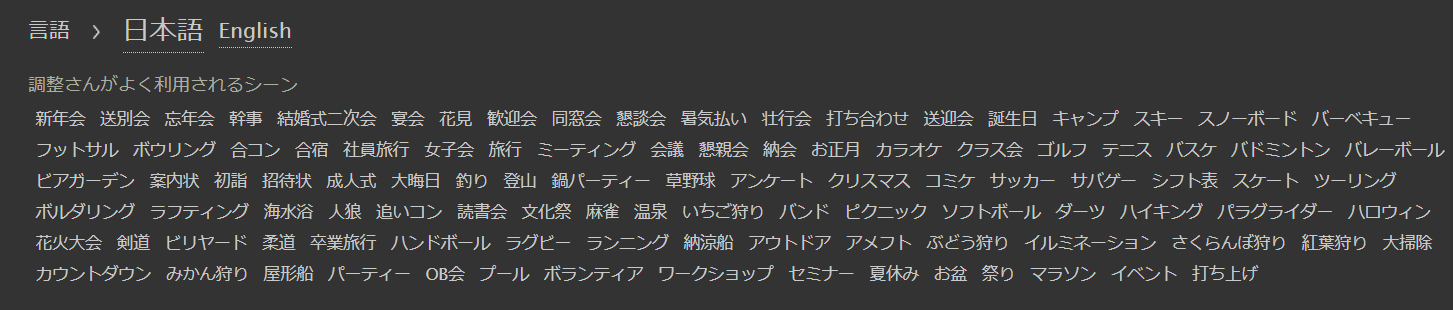 言語 › 日本語 English
調整さんがよく利用されるシーン
新年会 送別会 忘年会 幹事 結婚式二次会 宴会 花見 歓迎会 同窓会 懇談会 暑気払い 壮行会 打ち合わせ 送迎会 誕生日 キャンプ スキー スノーボード バーベキュー
フットサル ボウリング 合コン 合宿 社員旅行 女子会 旅行 ミーティング 会議 懇親会 納会 お正月 カラオケ クラス会 ゴルフ テニス バスケ バドミントン バレーボール
ビアガーデン 案内状 初詣 招待状 成人式 大晦日 釣り 登山 鍋パーティー 草野球 アンケート クリスマス コミケ サッカー サバゲー シフト表 スケート ツーリング
ボルダリング ラフティング 海水浴 人狼 追いコン 読書会 文化祭 麻雀 温泉 いちご狩り バンド ピクニック ソフトボール ダーツ ハイキング パラグライダー ハロウィン
花火大会 剣道 ビリヤード 柔道 卒業旅行 ハンドボール ラグビー ランニング 納涼船 アウトドア アメフト ぶどう狩り イルミネーション さくらんぼ狩り 紅葉狩り 大掃除
カウントダウン みかん狩り 屋形船 パーティー OB会 プール ボランティア ワークショップ セミナー 夏休み お盆 祭り マラソン イベント 打ち上げ